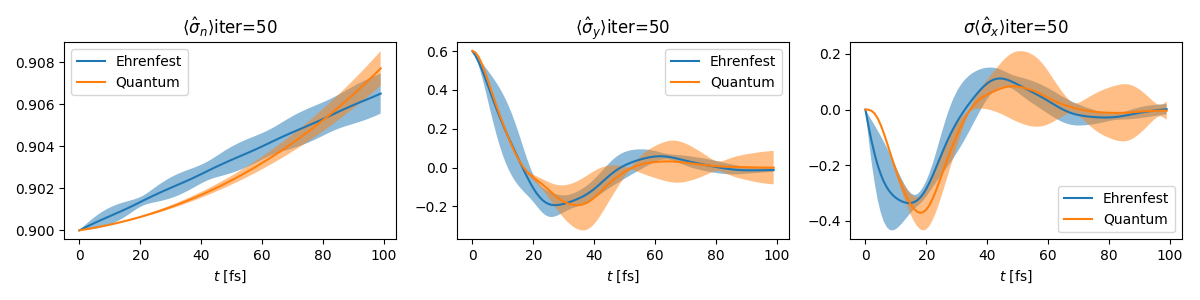 ⟨σ̂ₙ⟩iter=50
Ehrenfest
Quantum
0.908
0.906
0.904
0.902
0.900
0
20
40
60
80
100
t [fs]
⟨σ̂ᵧ⟩iter=50
Ehrenfest
Quantum
0.6
0.4
0.2
0.0
−0.2
0
20
40
60
80
100
t [fs]
σ⟨σ̂ₓ⟩iter=50
0.2
0.0
−0.2
−0.4
Ehrenfest
Quantum
0
20
40
60
80
100
t [fs]